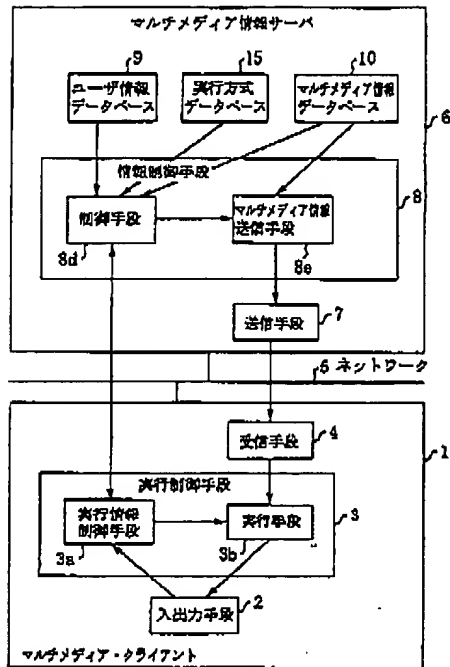 マルチメディア情報サーバ
9
15
10
ユーザ情報
データベース
実行方式
データベース
マルチメディア情報
データベース
6
情報制御手段
制御手段
マルチメディア情報
送信手段
8
8d
8e
送信手段
7
5 ネットワーク
受信手段
4
1
実行制御手段
実行情報
制御手段
実行手段
3
3a
3b
入出力手段
2
マルチメディア・クライアント